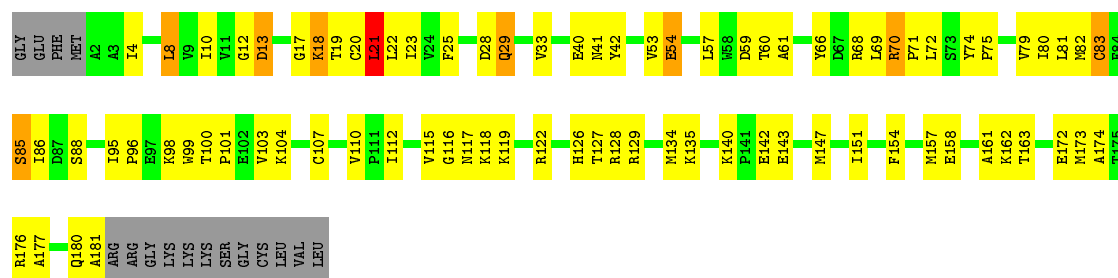 GLY GLU PHE MET A2 A3 I4 L8 V9 I10 V11 G12 D13 G17 K18 T19 C20 L21 L22 I23 V24 F25 D28 Q29 V33 E40 N41 Y42 V53 E54 L57 W58 D59 T60 A61 Y66 D67 R68 L69 R70 P71 L72 S73 Y74 P75 V79 I80 L81 M82 C83 F84
S85 I86 D87 S88 I95 P96 E97 K98 W99 T100 P101 E102 V103 K104 C107 V110 P111 I112 V115 G116 N117 K118 K119 R122 H126 T127 R128 R129 M134 K135 K140 P141 E142 E143 M147 I151 F154 M157 E158 A161 K162 T163 E172 M173 A174 T175
R176 A177 Q180 A181 ARG ARG GLY LYS LYS LYS SER GLY CYS LEU VAL LEU